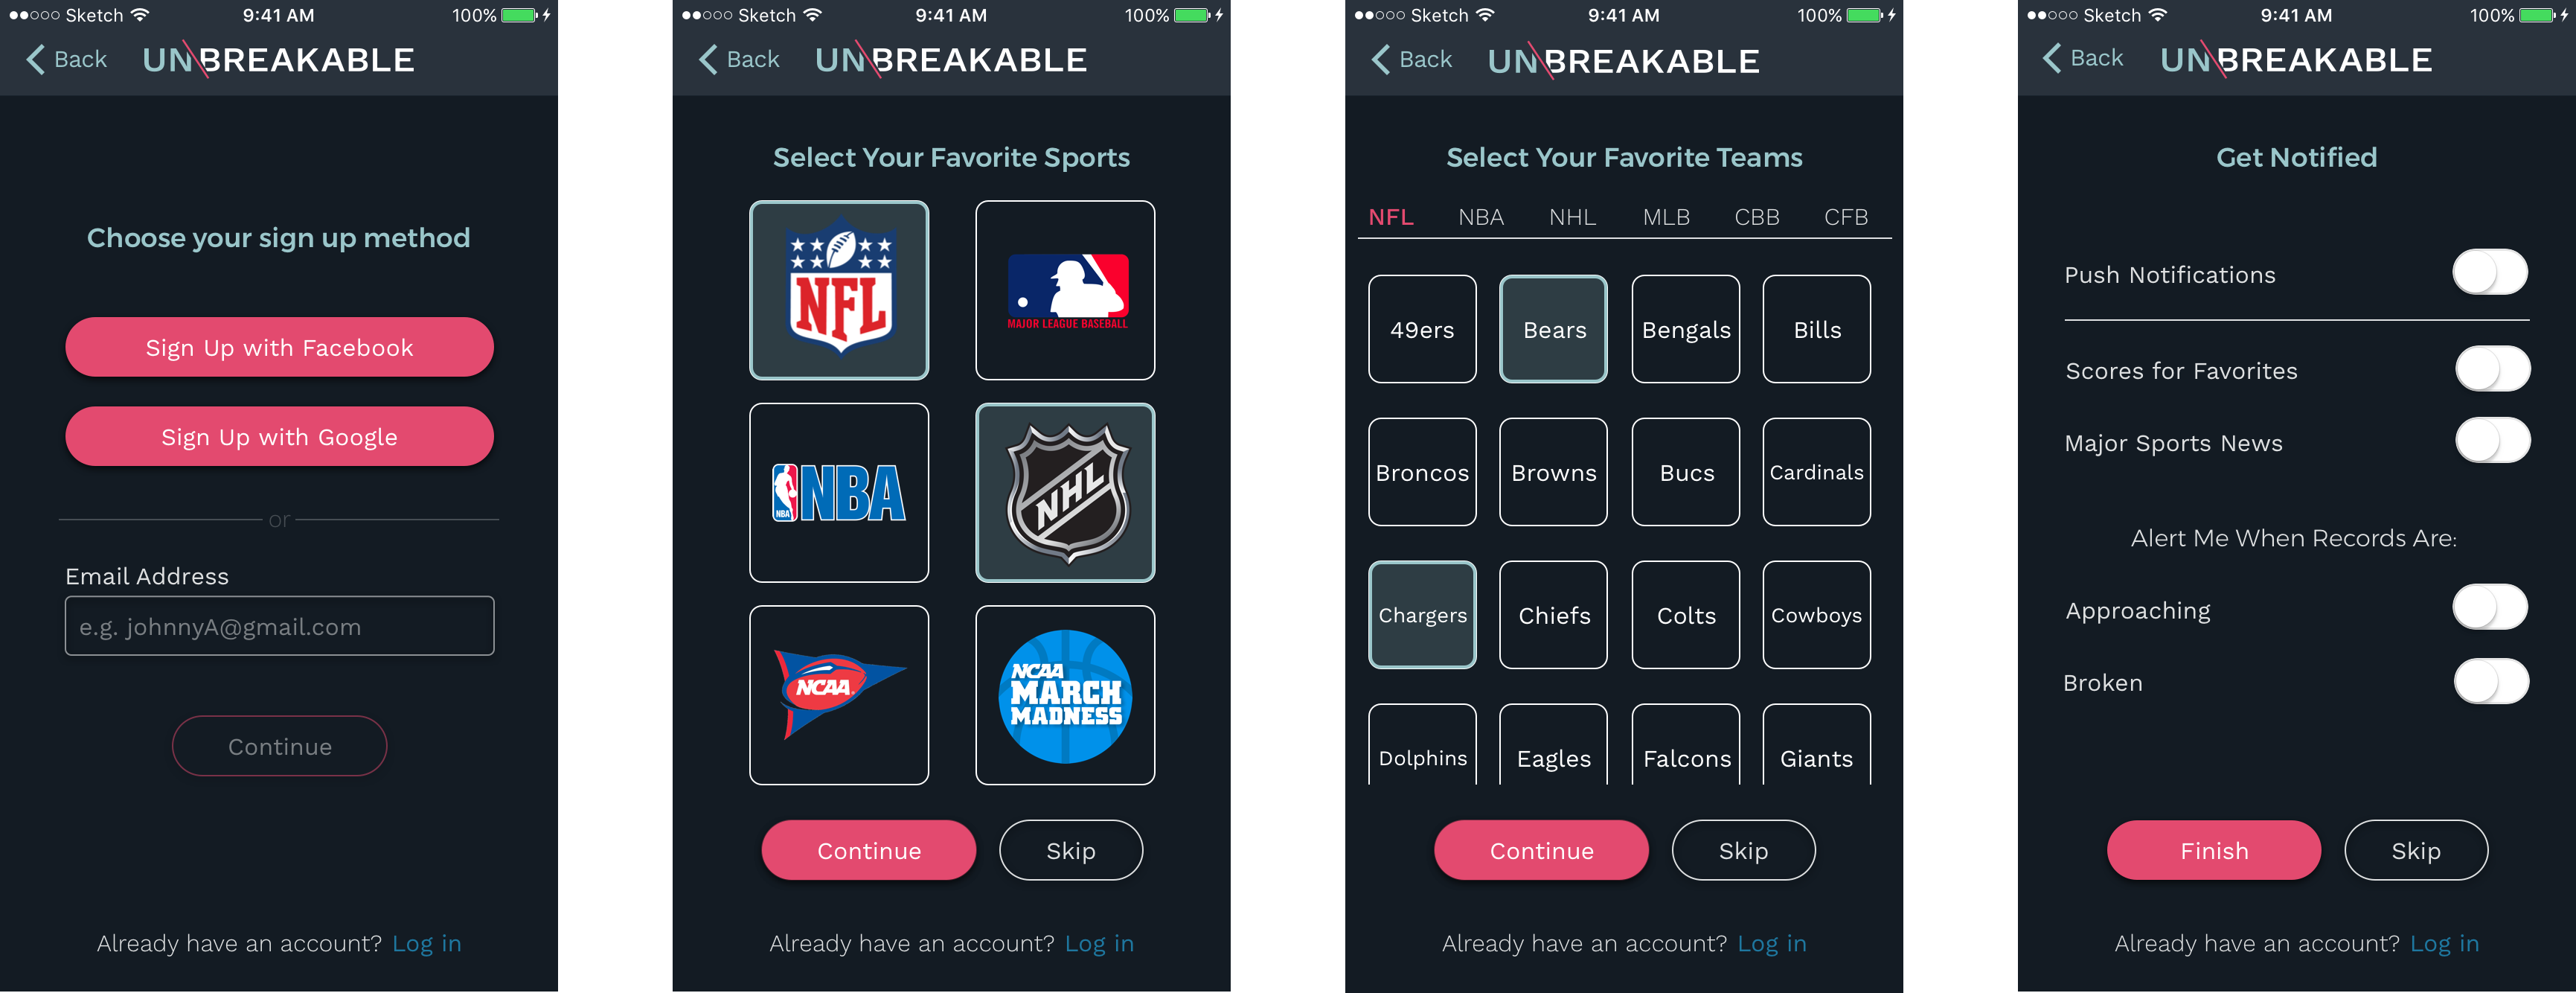 Sketch 9:41 AM 100%
Back UNBREAKABLE
Choose your sign up method
Sign Up with Facebook
Sign Up with Google
or
Email Address
e.g. johnnyA@gmail.com
Continue
Already have an account? Log in
Sketch 9:41 AM 100%
Back UNBREAKABLE
Select Your Favorite Sports
NFL
MAJOR LEAGUE BASEBALL
NBA NBA
NHL
NCAA
NCAA
MARCH
MADNESS
Continue Skip
Already have an account? Log in
Sketch 9:41 AM 100%
Back UNBREAKABLE
Select Your Favorite Teams
NFL NBA NHL MLB CBB CFB
49ers Bears Bengals Bills
Broncos Browns Bucs Cardinals
Chargers Chiefs Colts Cowboys
Dolphins Eagles Falcons Giants
Continue Skip
Already have an account? Log in
Sketch 9:41 AM 100%
Back UNBREAKABLE
Get Notified
Push Notifications
Scores for Favorites
Major Sports News
Alert Me When Records Are:
Approaching
Broken
Finish Skip
Already have an account? Log in